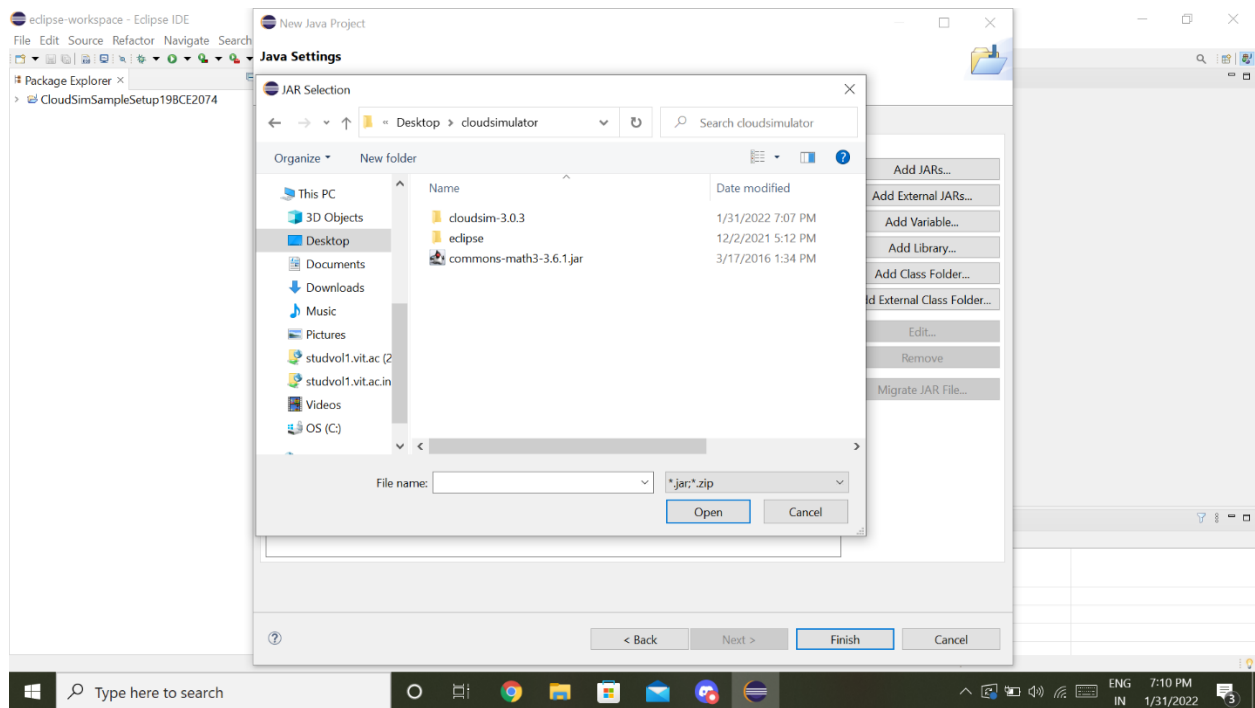 eclipse-workspace - Eclipse IDE
File Edit Source Refactor Navigate Search
Package Explorer
CloudSimSampleSetup19BCE2074
New Java Project
Java Settings
JAR Selection
« Desktop > cloudsimulator
Search cloudsimulator
Organize
New folder
This PC
3D Objects
Desktop
Documents
Downloads
Music
Pictures
studvol1.vit.ac (2
studvol1.vit.ac.in
Videos
OS (C:)
Name Date modified
cloudsim-3.0.3 1/31/2022 7:07 PM
eclipse 12/2/2021 5:12 PM
commons-math3-3.6.1.jar 3/17/2016 1:34 PM
File name:
*.jar;*.zip
Open
Cancel
Add JARs...
Add External JARs...
Add Variable...
Add Library...
Add Class Folder...
d External Class Folder...
Edit...
Remove
Migrate JAR File...
< Back
Next >
Finish
Cancel
Type here to search
ENG
IN
7:10 PM
1/31/2022
3